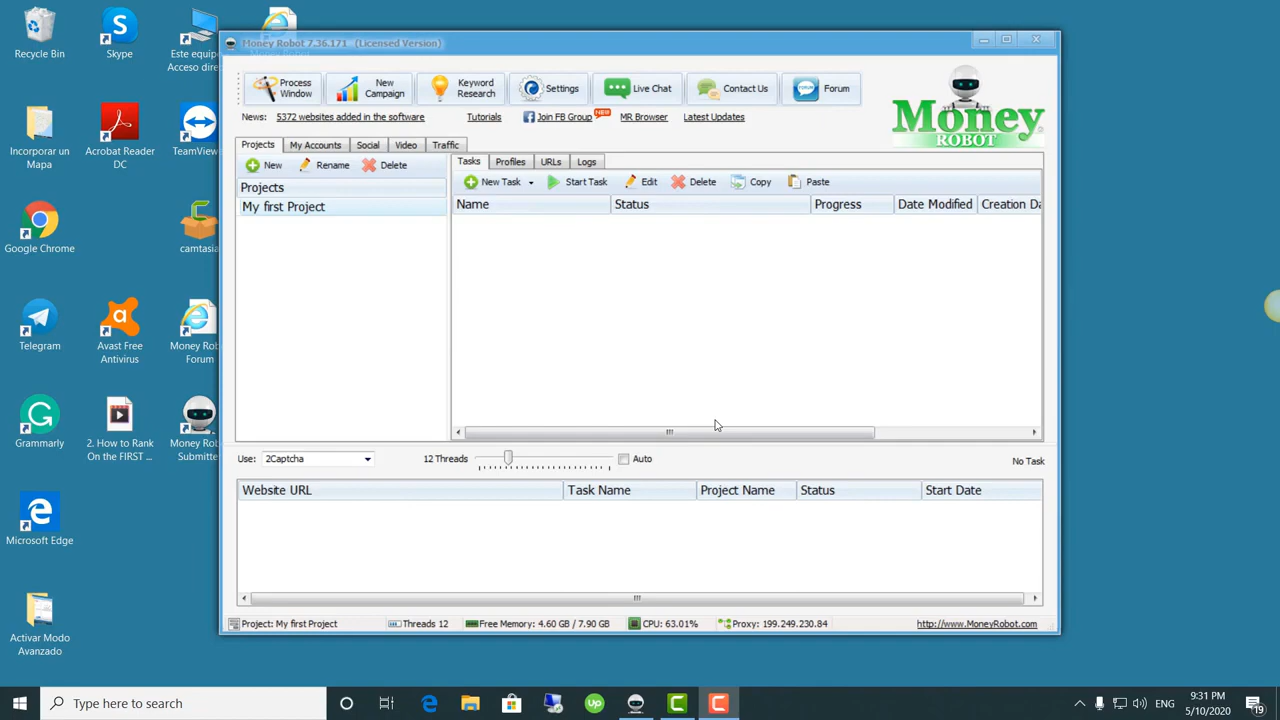 Recycle Bin
Skype
Este equipo
Acceso dire
Incorporar un
Mapa
Acrobat Reader
DC
TeamView
Google Chrome
camtasia
Telegram
Avast Free
Antivirus
Money Rob
Forum
Grammarly
2. How to Rank
On the FIRST ...
Money Rob
Submitte
Microsoft Edge
Activar Modo
Avanzado
Money Robot 7.36.171 (Licensed Version)
Process
Window
New
Campaign
Keyword
Research
Settings
Live Chat
Contact Us
FORUM
Forum
Money
ROBOT
News:
5372 websites added in the software
Tutorials
Join FB Group
NEW
MR Browser
Latest Updates
Projects
My Accounts
Social
Video
Traffic
New
Rename
Delete
Projects
My first Project
Tasks
Profiles
URLs
Logs
New Task
Start Task
Edit
Delete
Copy
Paste
Name
Status
Progress
Date Modified
Creation Da
Use:
2Captcha
12 Threads
Auto
No Task
Website URL
Task Name
Project Name
Status
Start Date
Project: My first Project
Threads 12
Free Memory: 4.60 GB / 7.90 GB
CPU: 63.01%
Proxy: 199.249.230.84
http://www.MoneyRobot.com
Type here to search
Up
ENG
9:31 PM
5/10/2020
19